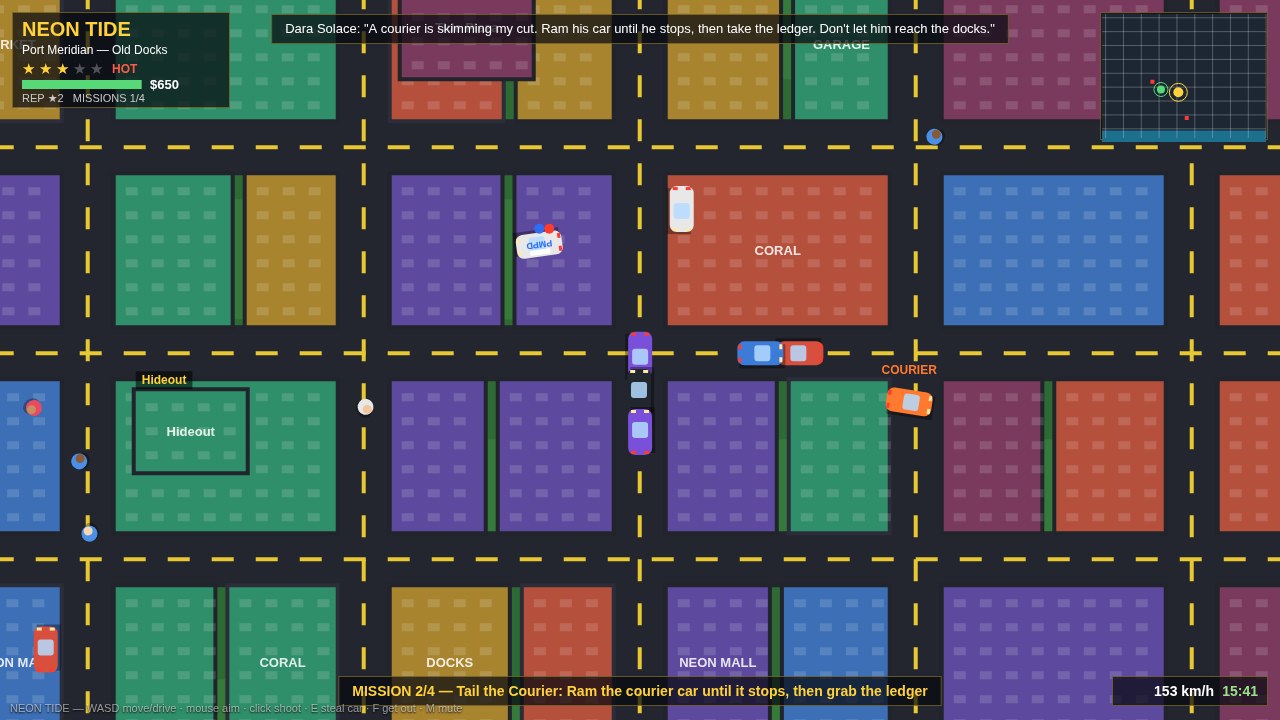 NEON TIDE
Port Meridian — Old Docks
★★★★★ HOT
$650
REP ★2 MISSIONS 1/4
Dara Solace: "A courier is skimming my cut. Ram his car until he stops, then take the ledger. Don't let him reach the docks."
GARAGE
PMPD
CORAL
COURIER
Hideout
Hideout
CORAL
DOCKS
NEON MALL
MISSION 2/4 — Tail the Courier: Ram the courier car until it stops, then grab the ledger
153 km/h 15:41
NEON TIDE — WASD move/drive · mouse aim · click shoot · E steal car · F get out · M mute